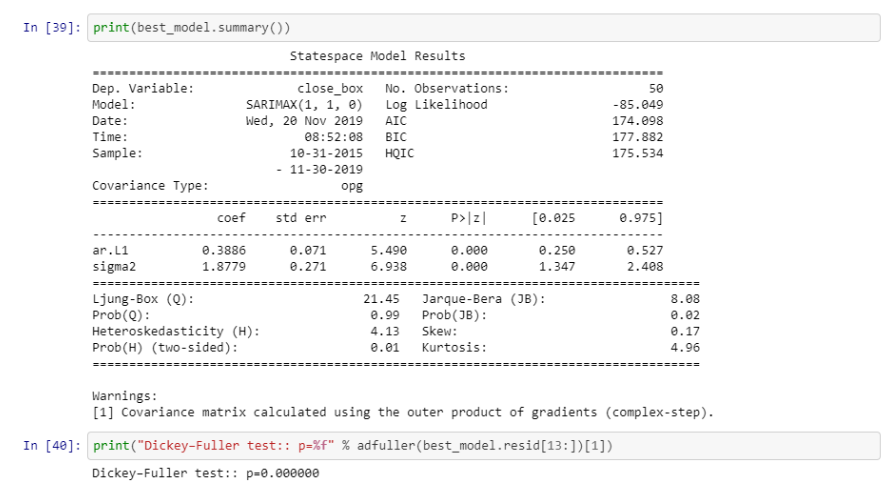 In [39]: print(best_model.summary())
Statespace Model Results
==============================================================================
Dep. Variable: close_box No. Observations: 50
Model: SARIMAX(1, 1, 0) Log Likelihood -85.049
Date: Wed, 20 Nov 2019 AIC 174.098
Time: 08:52:08 BIC 177.882
Sample: 10-31-2015 HQIC 175.534
- 11-30-2019
Covariance Type: opg
==============================================================================
coef std err z P>|z| [0.025 0.975]
------------------------------------------------------------------------------
ar.L1 0.3886 0.071 5.490 0.000 0.250 0.527
sigma2 1.8779 0.271 6.938 0.000 1.347 2.408
===================================================================================
Ljung-Box (Q): 21.45 Jarque-Bera (JB): 8.08
Prob(Q): 0.99 Prob(JB): 0.02
Heteroskedasticity (H): 4.13 Skew: 0.17
Prob(H) (two-sided): 0.01 Kurtosis: 4.96
===================================================================================
Warnings:
[1] Covariance matrix calculated using the outer product of gradients (complex-step).
In [40]: print("Dickey–Fuller test:: p=%f" % adfuller(best_model.resid[13:])[1])
Dickey–Fuller test:: p=0.000000